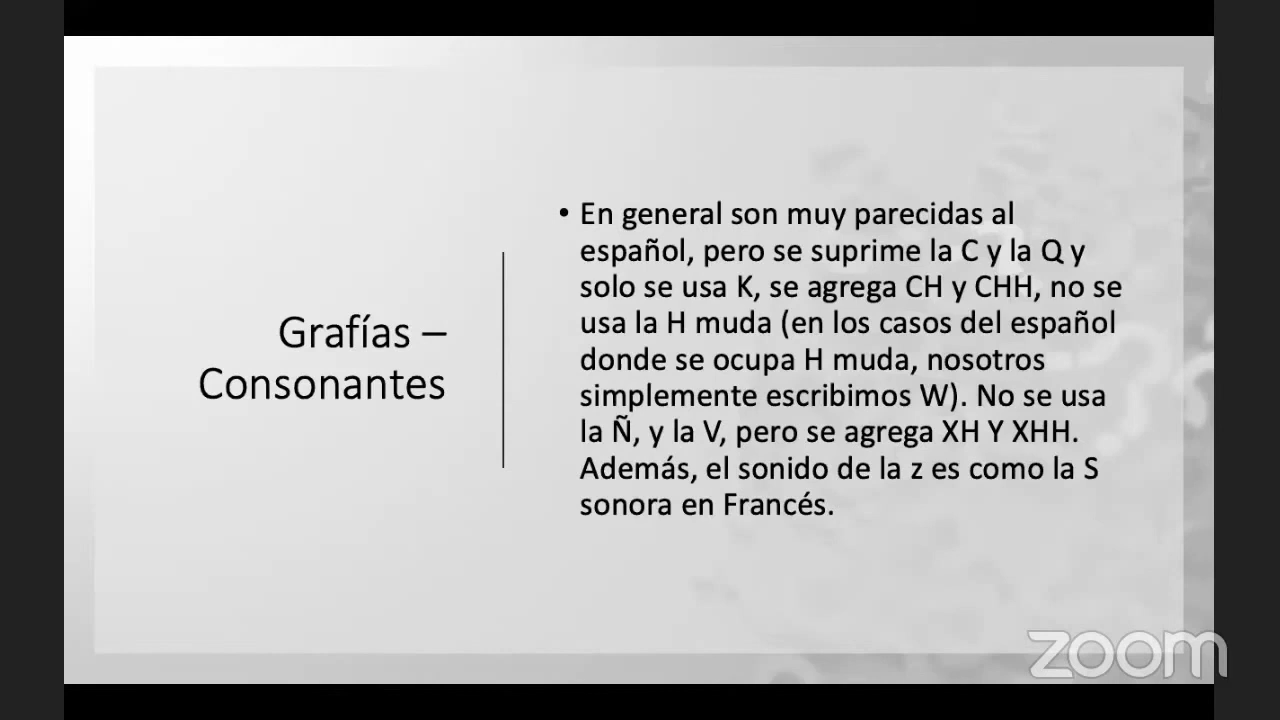 Grafías –
Consonantes
• En general son muy parecidas al
español, pero se suprime la C y la Q y
solo se usa K, se agrega CH y CHH, no se
usa la H muda (en los casos del español
donde se ocupa H muda, nosotros
simplemente escribimos W). No se usa
la Ñ, y la V, pero se agrega XH Y XHH.
Además, el sonido de la z es como la S
sonora en Francés.
zoom